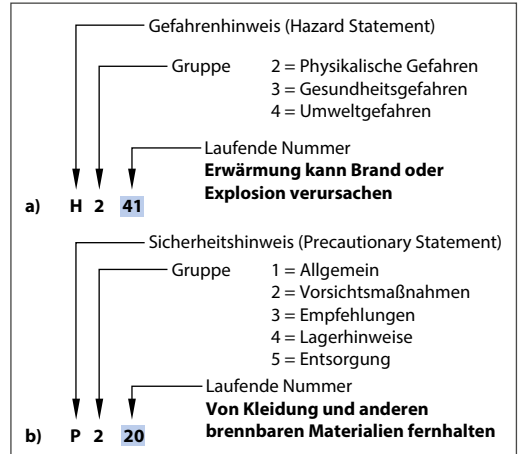 Gefahrenhinweis (Hazard Statement)
Gruppe 2 = Physikalische Gefahren
3 = Gesundheitsgefahren
4 = Umweltgefahren
Laufende Nummer
Erwärmung kann Brand oder
Explosion verursachen
a) H 2 41
Sicherheitshinweis (Precautionary Statement)
Gruppe 1 = Allgemein
2 = Vorsichtsmaßnahmen
3 = Empfehlungen
4 = Lagerhinweise
5 = Entsorgung
Laufende Nummer
Von Kleidung und anderen
brennbaren Materialien fernhalten
b) P 2 20